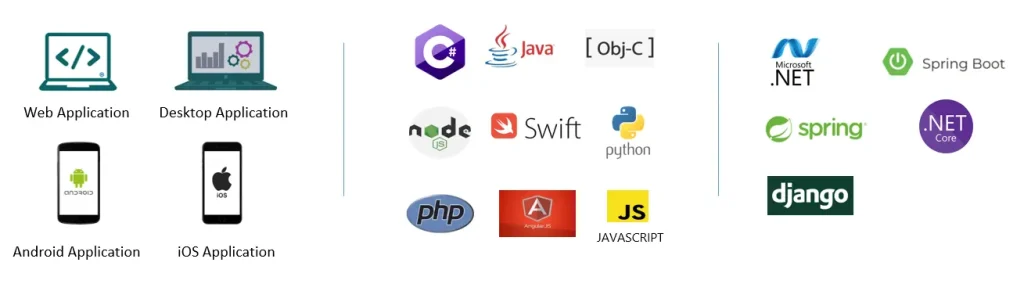 </>
Web Application
Desktop Application
ANDROID
Android Application
iOS
iOS Application
C#
Java
[ Obj-C ]
node
JS
Swift
python
php
A
AngularJS
JS
JAVASCRIPT
Microsoft
.NET
Spring Boot
spring
.NET
Core
django